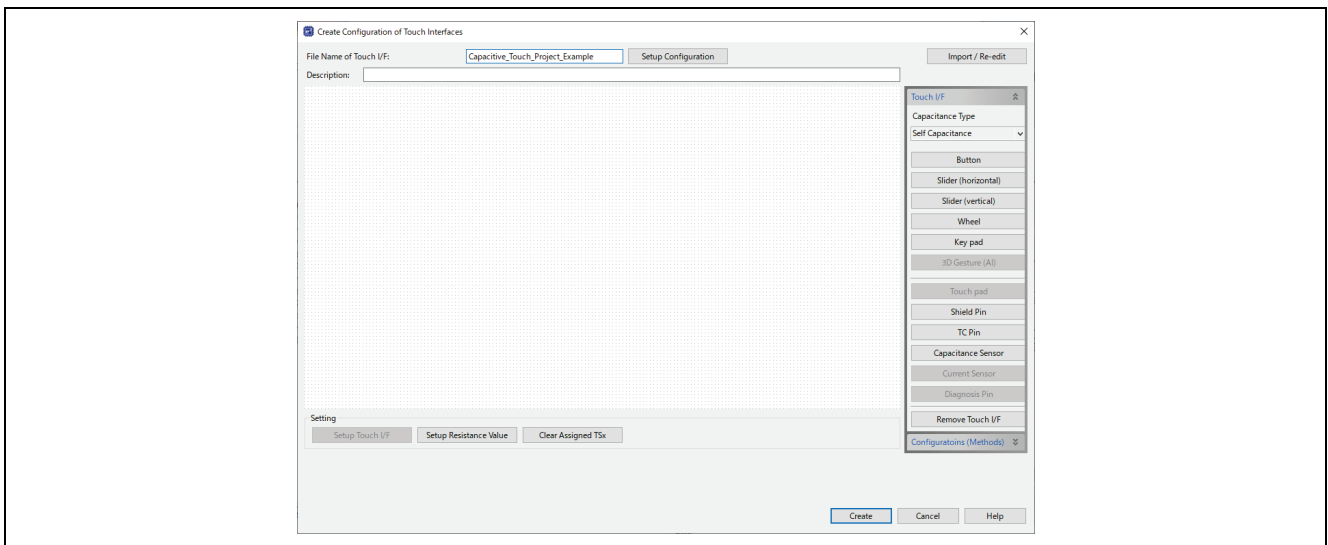 Create Configuration of Touch Interfaces
File Name of Touch I/F: Capacitive_Touch_Project_Example Setup Configuration Import / Re-edit
Description:
Touch I/F
Capacitance Type
Self Capacitance
Button
Slider (horizontal)
Slider (vertical)
Wheel
Key pad
3D Gesture (AI)
Touch pad
Shield Pin
TC Pin
Capacitance Sensor
Current Sensor
Diagnosis Pin
Remove Touch I/F
Configuratoins (Methods)
Setting
Setup Touch I/F Setup Resistance Value Clear Assigned TSx
Create Cancel Help